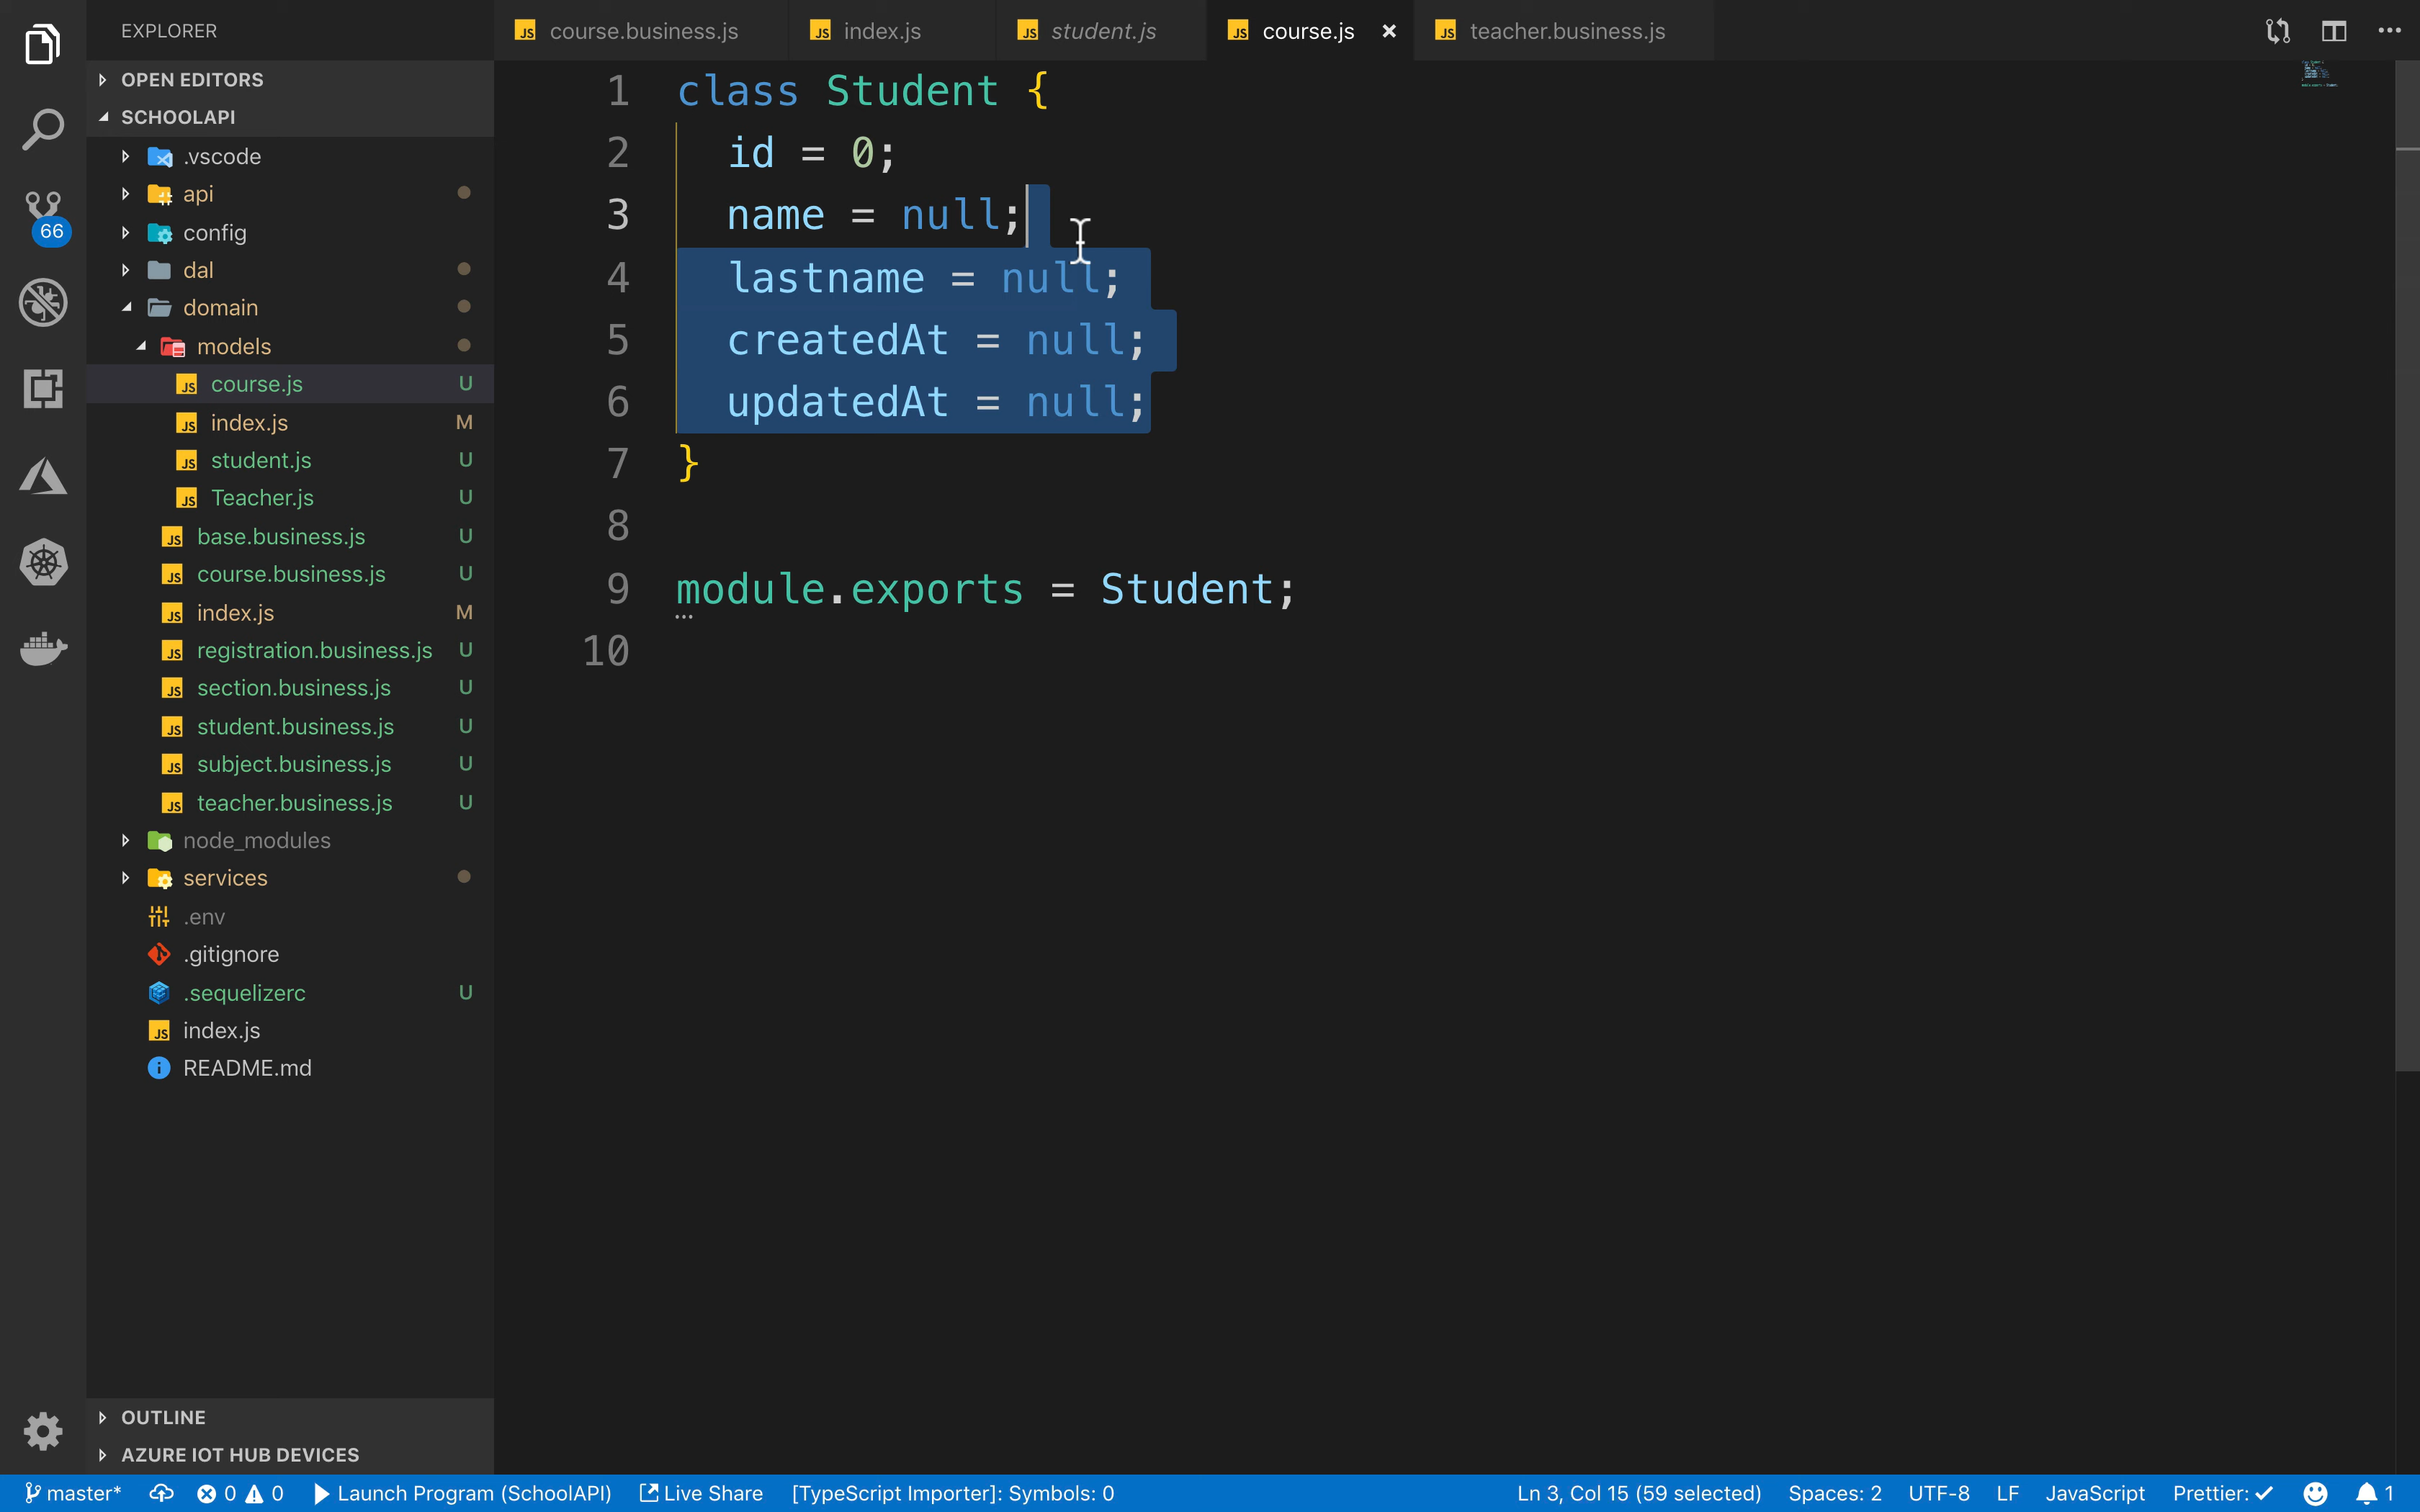 EXPLORER
OPEN EDITORS
SCHOOLAPI
.vscode
api
config
dal
domain
models
course.js U
index.js M
student.js U
Teacher.js U
base.business.js U
course.business.js U
index.js M
registration.business.js U
section.business.js U
student.business.js U
subject.business.js U
teacher.business.js U
node_modules
services
.env
.gitignore
.sequelizerc U
index.js
README.md
OUTLINE
AZURE IOT HUB DEVICES
66
JS course.business.js JS index.js JS student.js JS course.js × JS teacher.business.js
1 class Student {
2 id = 0;
3 name = null;
4 lastname = null;
5 createdAt = null;
6 updatedAt = null;
7 }
8
9 module.exports = Student;
10
master* 0 0 Launch Program (SchoolAPI) Live Share [TypeScript Importer]: Symbols: 0 Ln 3, Col 15 (59 selected) Spaces: 2 UTF-8 LF JavaScript Prettier: ✓ 1